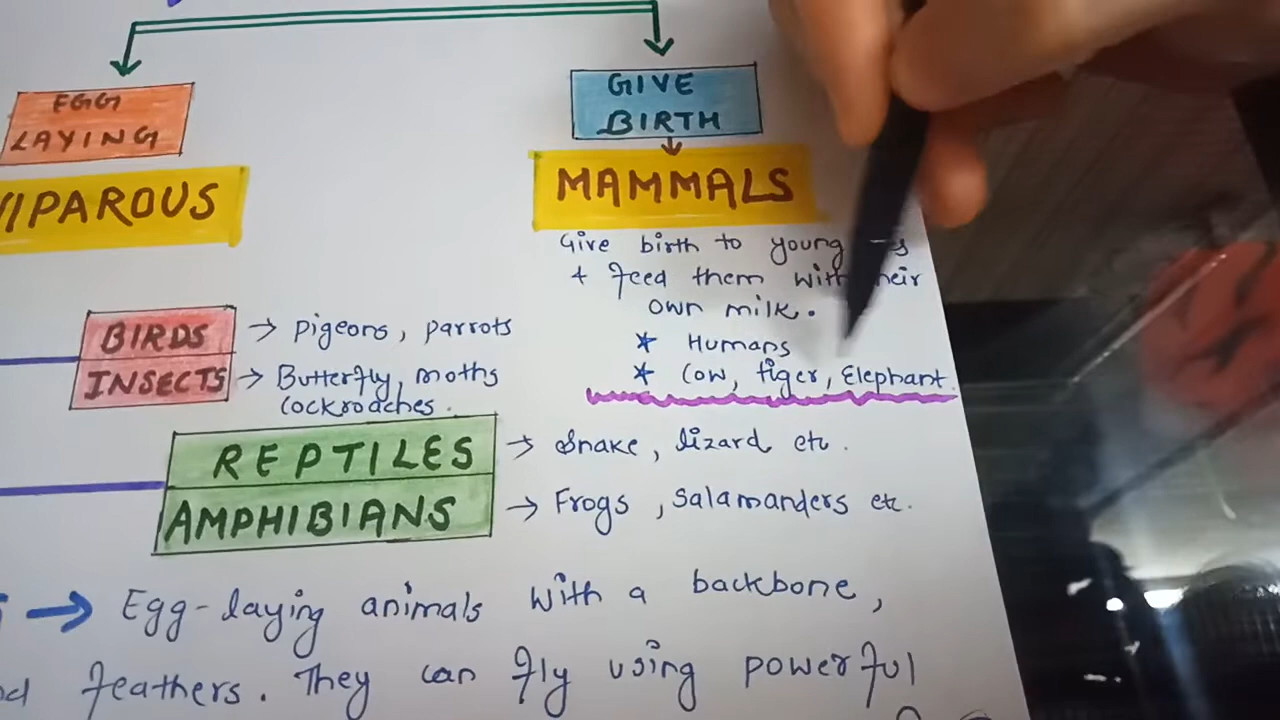 EGG
LAYING
GIVE
BIRTH
VIPAROUS
MAMMALS
Give birth to young
+ feed them with their
own milk.
* Humans
* Cow, tiger, Elephant.
BIRDS → pigeons, parrots
INSECTS → Butterfly, moths
cockroaches.
REPTILES → Snake, lizard etc.
AMPHIBIANS → Frogs, Salamanders etc.
→ Egg-laying animals with a backbone,
feathers. They can fly using powerful